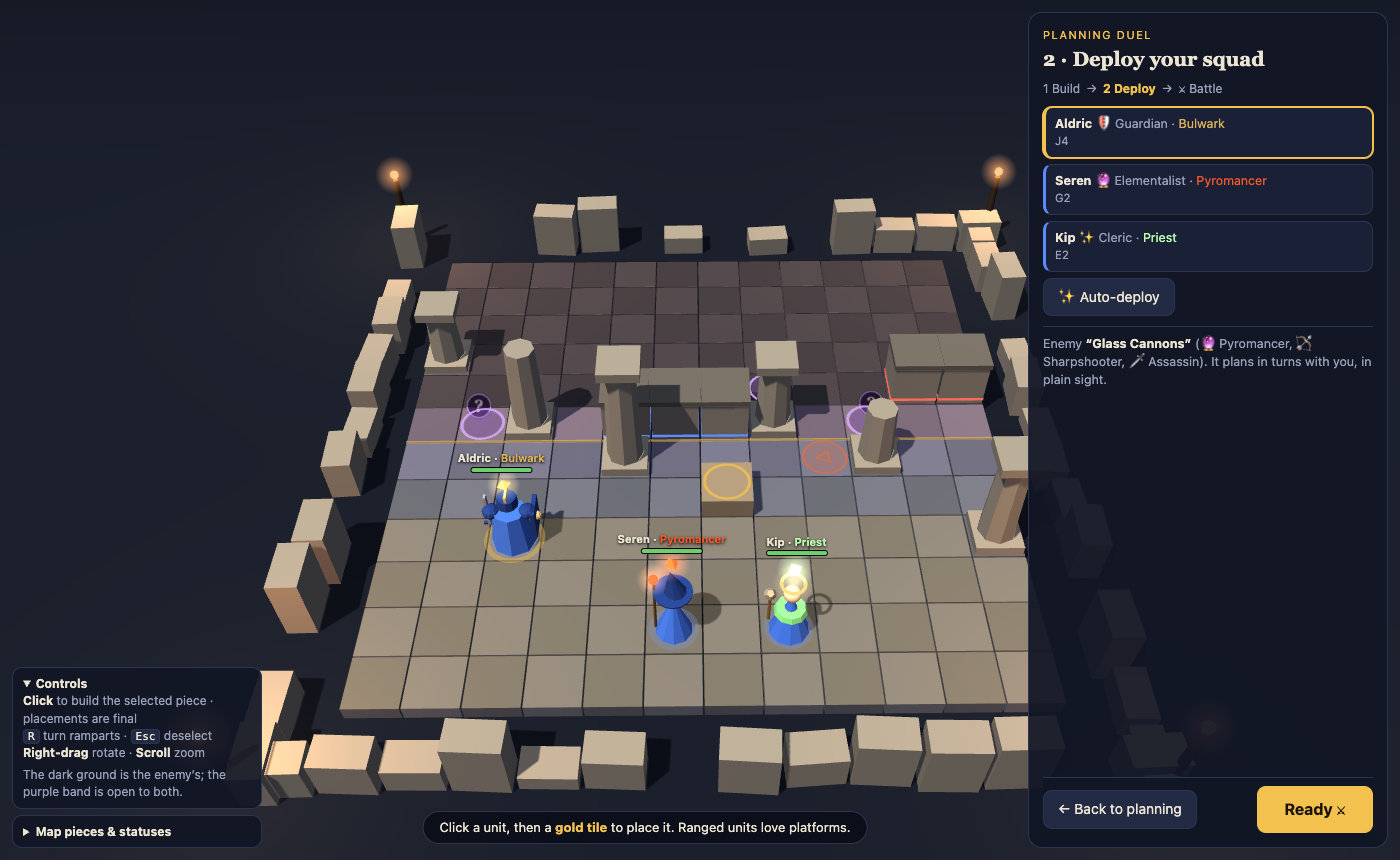 PLANNING DUEL
2 · Deploy your squad
1 Build → 2 Deploy → ⚔ Battle
Aldric 🛡️ Guardian · Bulwark
J4
Seren 🔮 Elementalist · Pyromancer
G2
Kip ✨ Cleric · Priest
E2
✨ Auto-deploy
Enemy “Glass Cannons” (🔮 Pyromancer, 🏹
Sharpshooter, 🗡️ Assassin). It plans in turns with you, in
plain sight.
?
?
Aldric · Bulwark
Seren · Pyromancer
Kip · Priest
▼ Controls
Click to build the selected piece ·
placements are final
R turn ramparts · Esc deselect
Right-drag rotate · Scroll zoom
The dark ground is the enemy’s; the
purple band is open to both.
▶ Map pieces & statuses
Click a unit, then a gold tile to place it. Ranged units love platforms.
← Back to planning
Ready ⚔